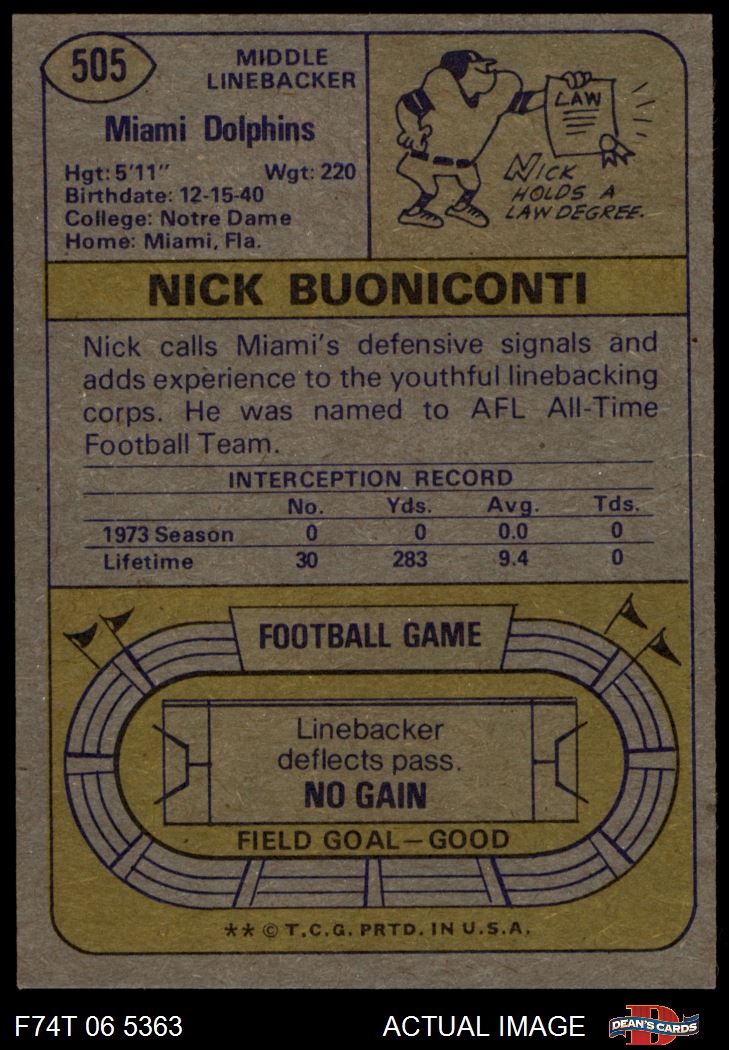 505
MIDDLE
LINEBACKER
Miami Dolphins
Hgt: 5'11" Wgt: 220
Birthdate: 12-15-40
College: Notre Dame
Home: Miami, Fla.
LAW
NICK
HOLDS A
LAW DEGREE.
NICK BUONICONTI
Nick calls Miami's defensive signals and
adds experience to the youthful linebacking
corps. He was named to AFL All-Time
Football Team.
INTERCEPTION RECORD
No. Yds. Avg. Tds.
1973 Season 0 0 0.0 0
Lifetime 30 283 9.4 0
FOOTBALL GAME
Linebacker
deflects pass.
NO GAIN
FIELD GOAL—GOOD
** © T.C.G. PRTD. IN U.S.A.
F74T 06 5363 ACTUAL IMAGE
D
DEAN'S CARDS